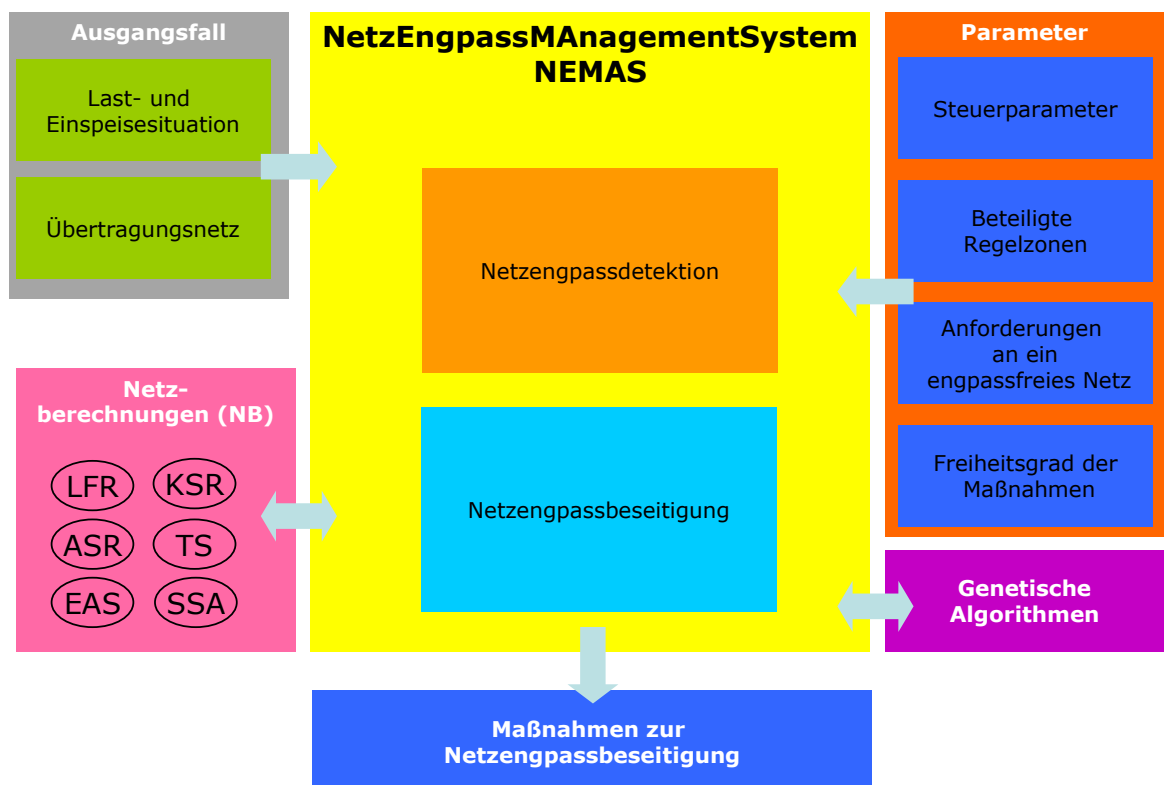 Ausgangsfall
Last- und
Einspeisesituation
Übertragungsnetz
Netz-
berechnungen (NB)
LFR KSR
ASR TS
EAS SSA
NetzEngpassMAnagementSystem
NEMAS
Netzengpassdetektion
Netzengpassbeseitigung
Parameter
Steuerparameter
Beteiligte
Regelzonen
Anforderungen
an ein
engpassfreies Netz
Freiheitsgrad der
Maßnahmen
Genetische
Algorithmen
Maßnahmen zur
Netzengpassbeseitigung